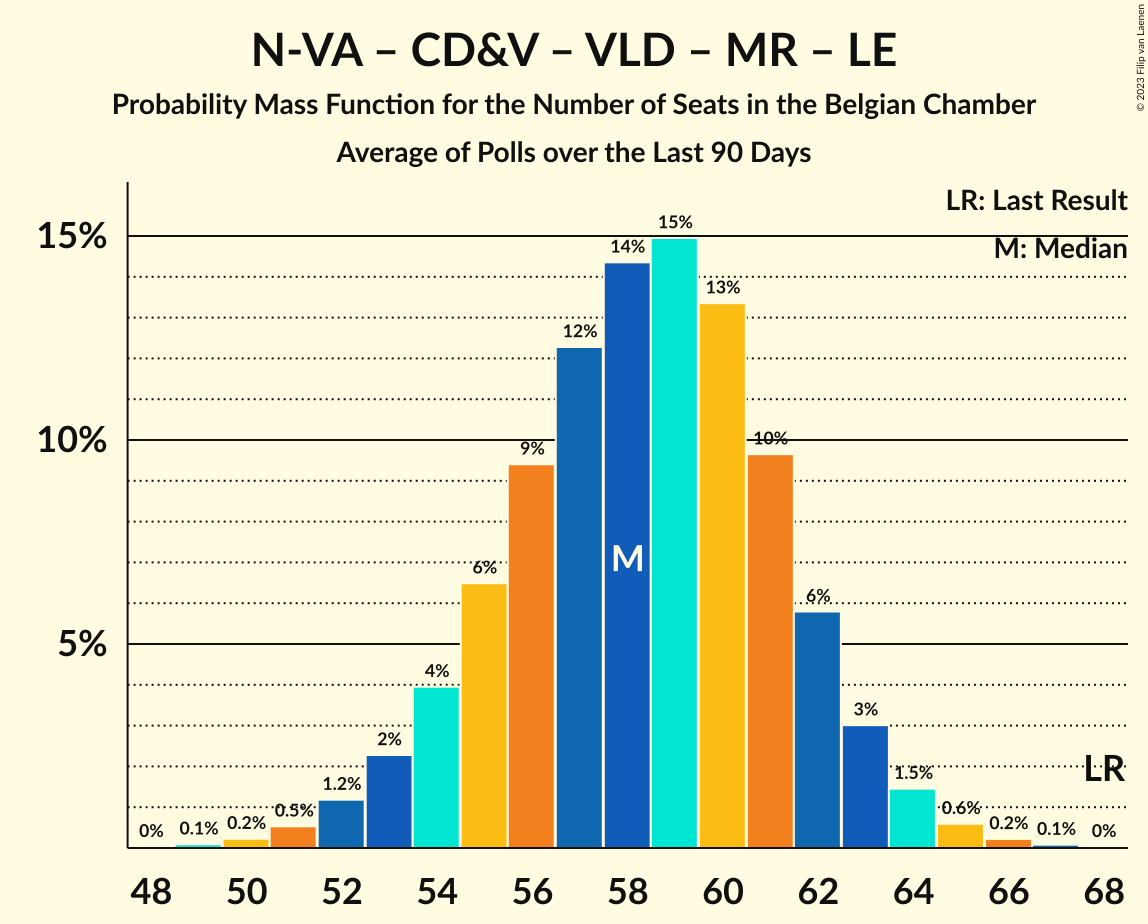 N-VA – CD&V – VLD – MR – LE
Probability Mass Function for the Number of Seats in the Belgian Chamber
Average of Polls over the Last 90 Days
© 2023 Filip van Laenen
LR: Last Result
M: Median
15%
10%
5%
0%
0.1%
0.2%
0.5%
1.2%
2%
4%
6%
9%
12%
14%
15%
13%
10%
6%
3%
1.5%
0.6%
0.2%
0.1%
0%
M
LR
48 50 52 54 56 58 60 62 64 66 68